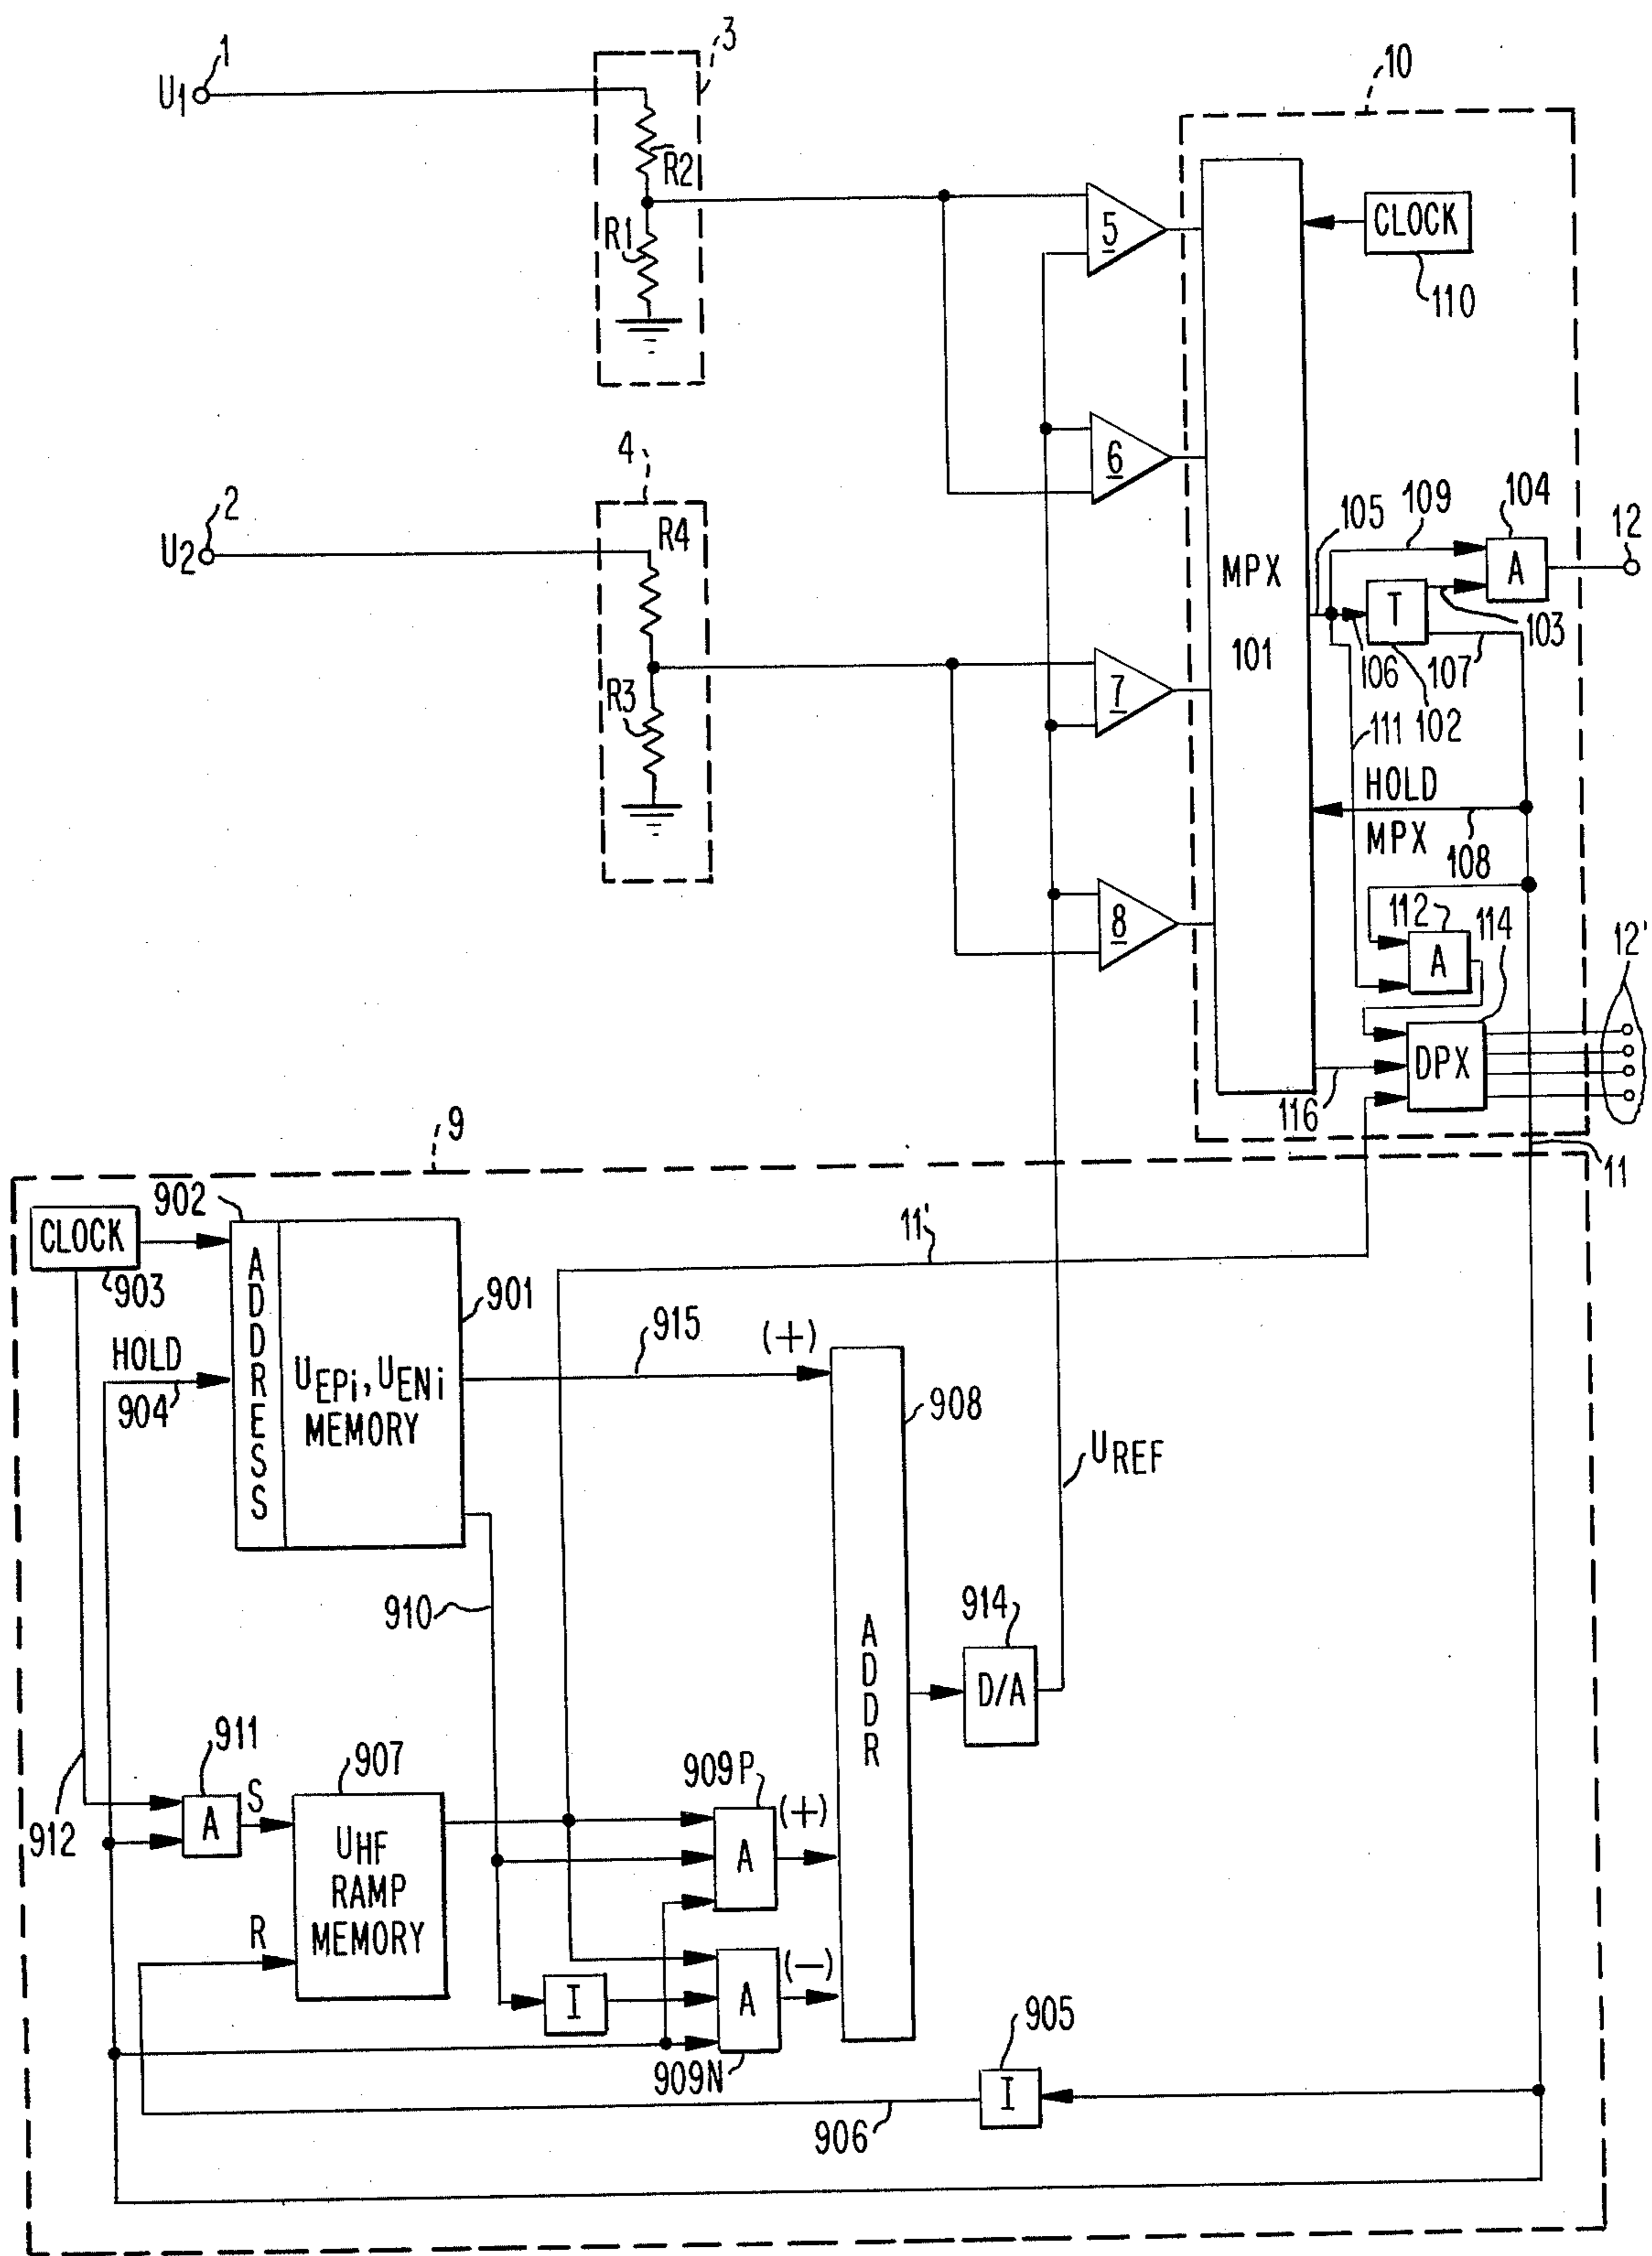 3
1
U1
10
R2
R1
5
CLOCK
110
4
6
2
U2
R4
104
109
105
12
MPX
A
T
103
101
7
R3
106
107
111
102
HOLD
MPX
108
112
114
12'
8
A
DPX
116
9
11
902
CLOCK
903
11'
901
915
(+)
ADDRESS
HOLD
904
UEPi, UENi
MEMORY
908
UREF
910
914
ADDR
D/A
911
907
909P
S
(+)
A
912
UHF
RAMP
MEMORY
A
R
(—)
I
A
905
909N
I
906